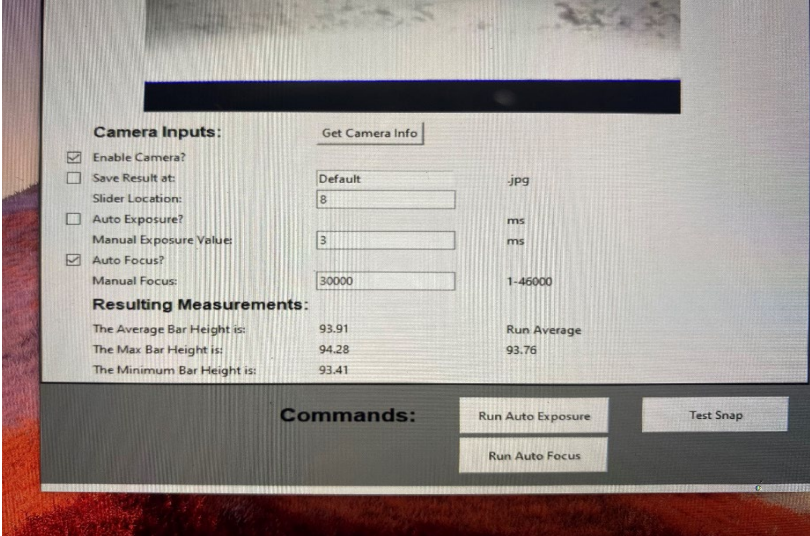 Camera Inputs: Get Camera Info
Enable Camera?
Save Result at: Default .jpg
Slider Location: 8
Auto Exposure? ms
Manual Exposure Value: 3 ms
Auto Focus?
Manual Focus: 30000 1-46000
Resulting Measurements:
The Average Bar Height is: 93.91 Run Average
The Max Bar Height is: 94.28 93.76
The Minimum Bar Height is: 93.41
Commands: Run Auto Exposure Test Snap
Run Auto Focus